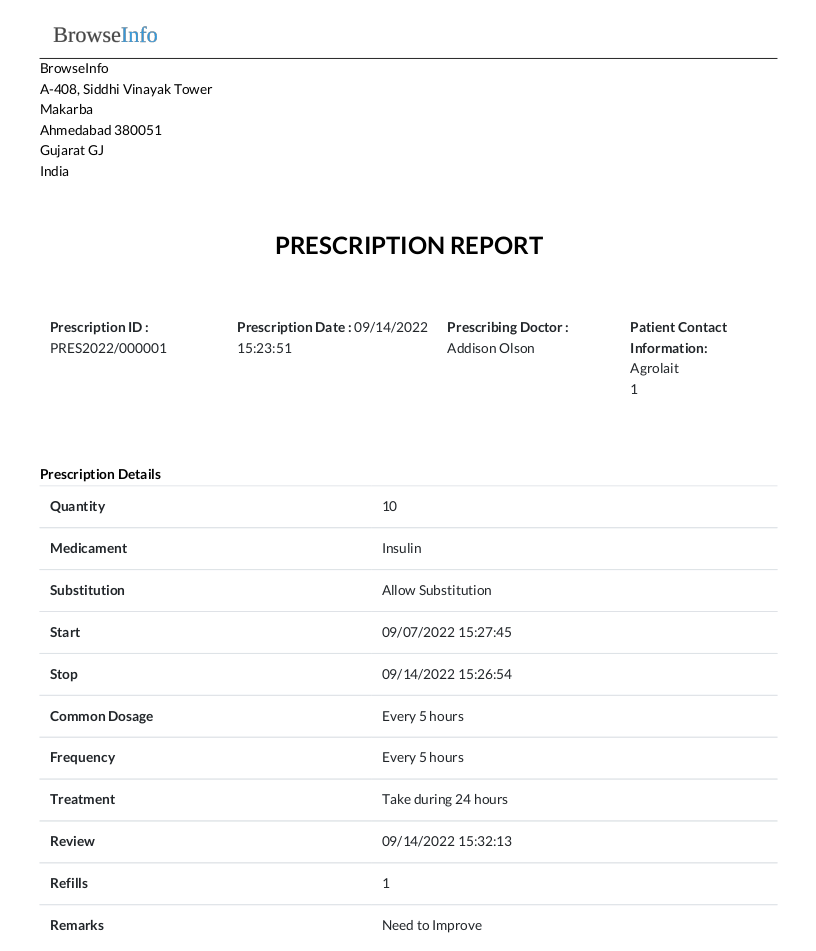 BrowseInfo
BrowseInfo
A-408, Siddhi Vinayak Tower
Makarba
Ahmedabad 380051
Gujarat GJ
India
PRESCRIPTION REPORT
Prescription ID :
PRES2022/000001
Prescription Date : 09/14/2022
15:23:51
Prescribing Doctor :
Addison Olson
Patient Contact
Information:
Agrolait
1
Prescription Details
Quantity 10
Medicament Insulin
Substitution Allow Substitution
Start 09/07/2022 15:27:45
Stop 09/14/2022 15:26:54
Common Dosage Every 5 hours
Frequency Every 5 hours
Treatment Take during 24 hours
Review 09/14/2022 15:32:13
Refills 1
Remarks Need to Improve